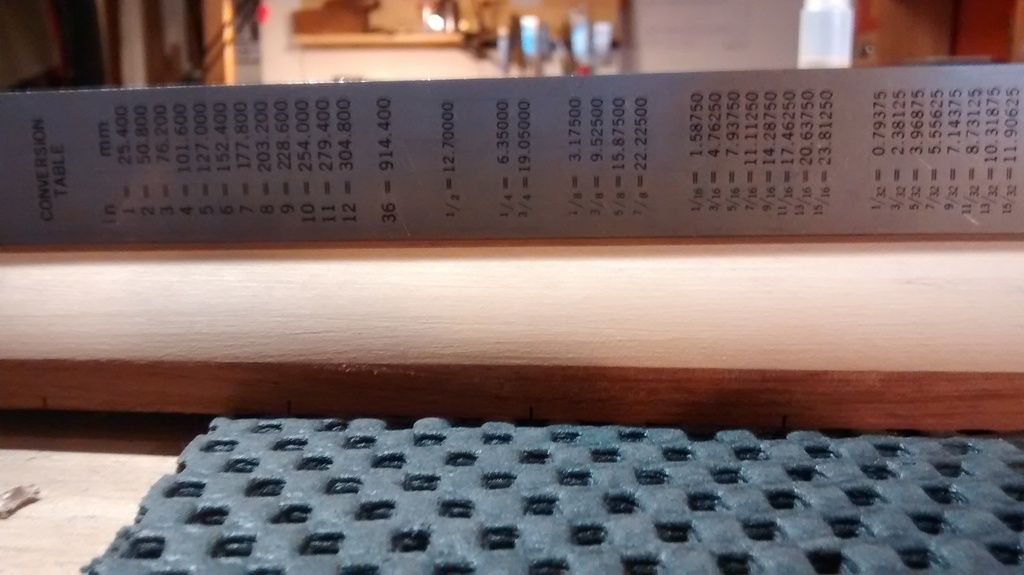 CONVERSION
TABLE
in mm
1 = 25.400
2 = 50.800
3 = 76.200
4 = 101.600
5 = 127.000
6 = 152.400
7 = 177.800
8 = 203.200
9 = 228.600
10 = 254.000
11 = 279.400
12 = 304.800
36 = 914.400
1/2 = 12.70000
1/4 = 6.35000
3/4 = 19.05000
1/8 = 3.17500
3/8 = 9.52500
5/8 = 15.87500
7/8 = 22.22500
1/16 = 1.58750
3/16 = 4.76250
5/16 = 7.93750
7/16 = 11.11250
9/16 = 14.28750
11/16 = 17.46250
13/16 = 20.63750
15/16 = 23.81250
1/32 = 0.79375
3/32 = 2.38125
5/32 = 3.96875
7/32 = 5.55625
9/32 = 7.14375
11/32 = 8.73125
13/32 = 10.31875
15/32 = 11.90625